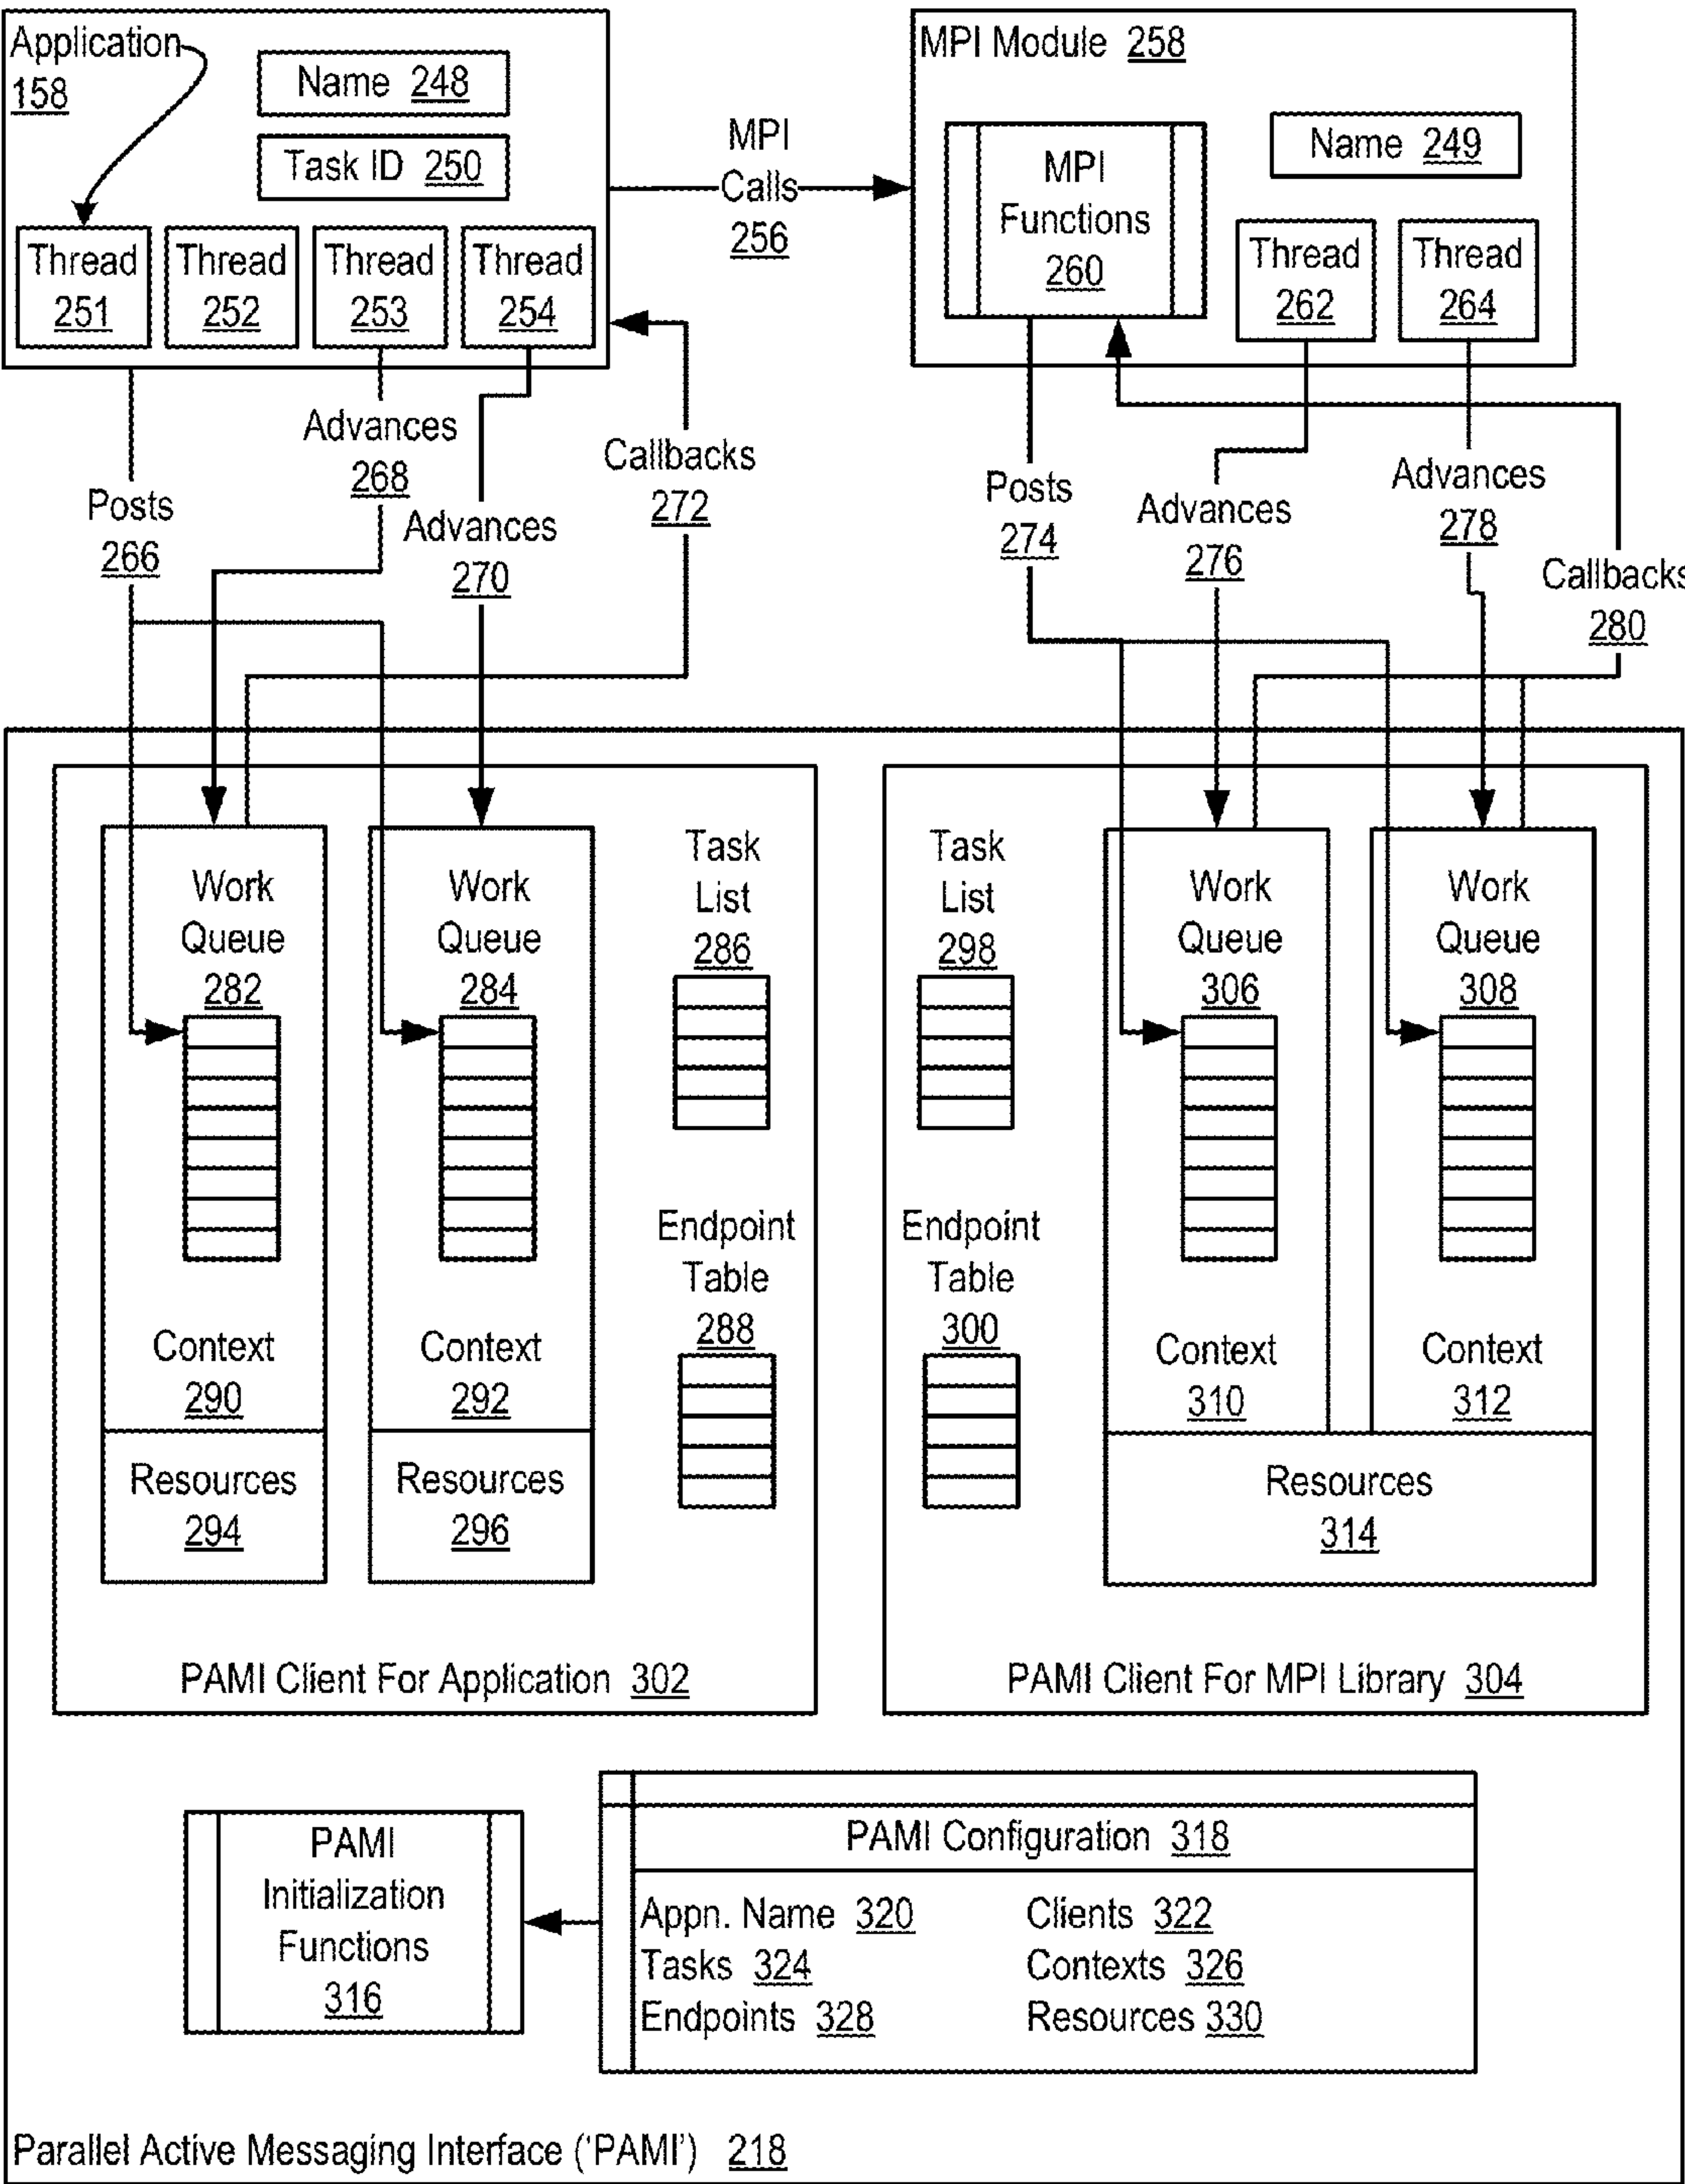 Application
158
Name 248
Task ID 250
Thread
251
Thread
252
Thread
253
Thread
254
MPI
Calls
256
MPI Module 258
MPI
Functions
260
Name 249
Thread
262
Thread
264
Posts
266
Advances
268
Advances
270
Callbacks
272
Posts
274
Advances
276
Advances
278
Callbacks
280
Work
Queue
282
Context
290
Resources
294
Work
Queue
284
Context
292
Resources
296
Task
List
286
Endpoint
Table
288
PAMI Client For Application 302
Task
List
298
Endpoint
Table
300
Work
Queue
306
Context
310
Work
Queue
308
Context
312
Resources
314
PAMI Client For MPI Library 304
PAMI
Initialization
Functions
316
PAMI Configuration 318
Appn. Name 320 Clients 322
Tasks 324 Contexts 326
Endpoints 328 Resources 330
Parallel Active Messaging Interface (‘PAMI’) 218